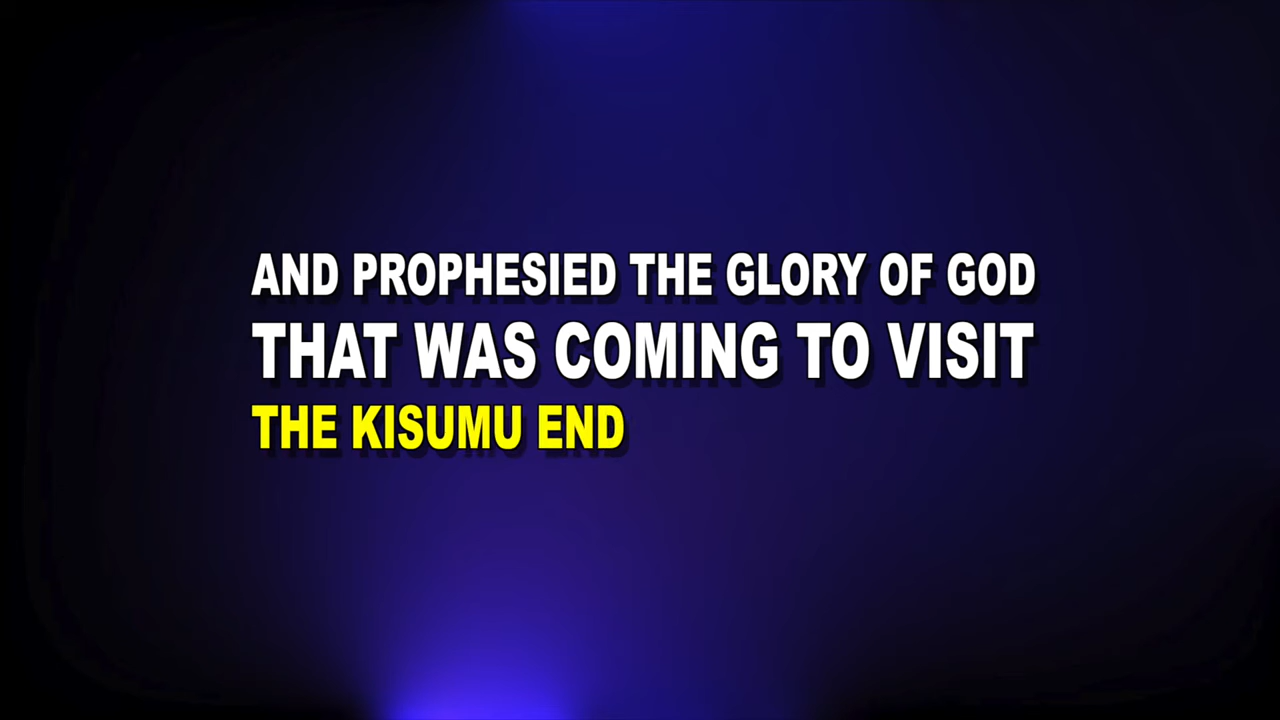 AND PROPHESIED THE GLORY OF GOD
THAT WAS COMING TO VISIT
THE KISUMU END